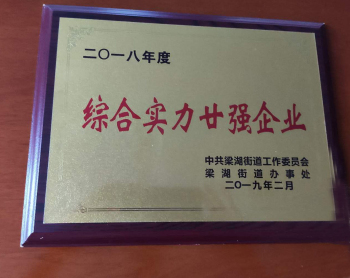 二〇一八年度
综合实力廿强企业
中共梁湖街道工作委员会
梁湖街道办事处
二〇一九年二月